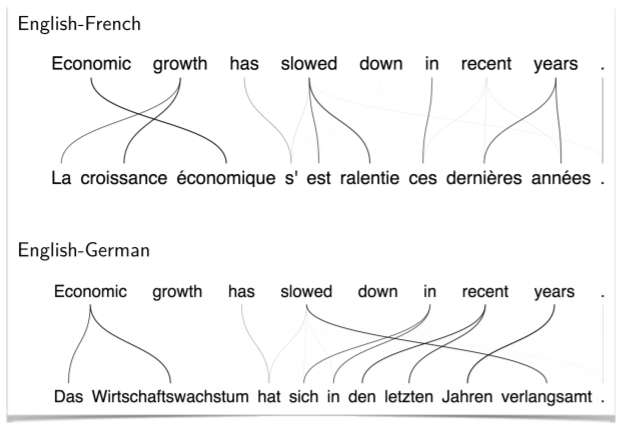 English-French
Economic growth has slowed down in recent years .
La croissance économique s' est ralentie ces dernières années .
English-German
Economic growth has slowed down in recent years .
Das Wirtschaftswachstum hat sich in den letzten Jahren verlangsamt .